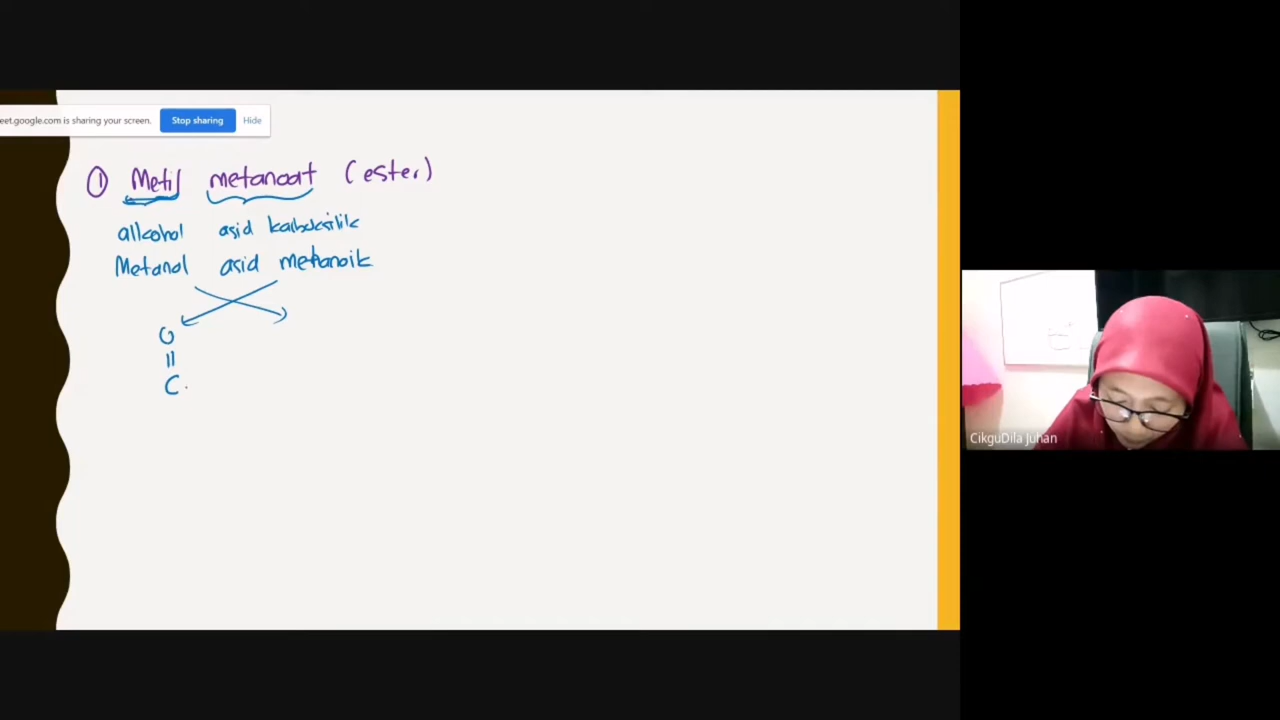 eet.google.com is sharing your screen. Stop sharing Hide
① Metil metanoat (ester)
alkohol asid karboksilik
Metanol asid metanoik
O
||
C
CikguDila Juhan